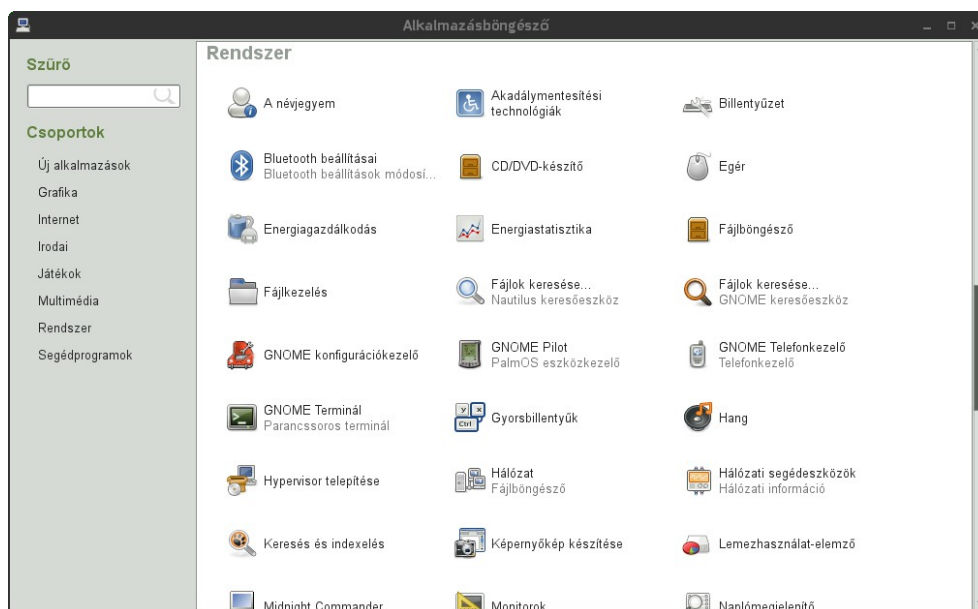 Alkalmazásböngésző
Szűrő
Csoportok
Új alkalmazások
Grafika
Internet
Irodai
Játékok
Multimédia
Rendszer
Segédprogramok
Rendszer
A névjegyem
Akadálymentesítési
technológiák
Billentyűzet
Bluetooth beállításai
Bluetooth beállítások módosí...
CD/DVD-készítő
Egér
Energiagazdálkodás
Energiastatisztika
Fájlböngésző
Fájlkezelés
Fájlok keresése...
Nautilus keresőeszköz
Fájlok keresése...
GNOME keresőeszköz
GNOME konfigurációkezelő
GNOME Pilot
PalmOS eszközkezelő
GNOME Telefonkezelő
Telefonkezelő
GNOME Terminál
Parancssoros terminál
y x
Ctrl
Gyorsbillentyűk
Hang
Hypervisor telepítése
Hálózat
Fájlböngésző
Hálózati segédeszközök
Hálózati információ
Keresés és indexelés
Képernyőkép készítése
Lemezhasználat-elemző
Midnight Commander
Monitorok
Naplómegjelenítő